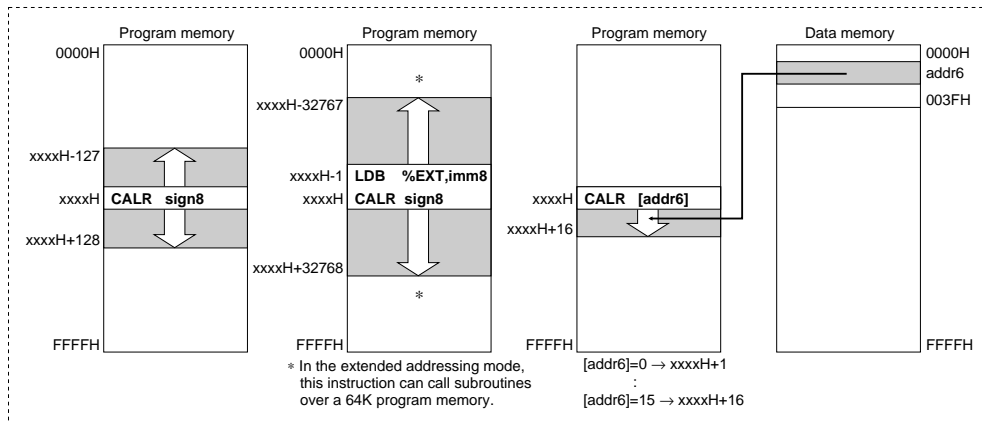 Program memory
0000H
xxxxH-127
xxxxH
CALR sign8
xxxxH+128
FFFFH
Program memory
*
xxxxH-32767
xxxxH-1
LDB %EXT,imm8
xxxxH
CALR sign8
xxxxH+32768
*
* In the extended addressing mode,
this instruction can call subroutines
over a 64K program memory.
Program memory
xxxxH
CALR [addr6]
xxxxH+16
[addr6]=0 → xxxxH+1
:
[addr6]=15 → xxxxH+16
Data memory
0000H
addr6
003FH
FFFFH